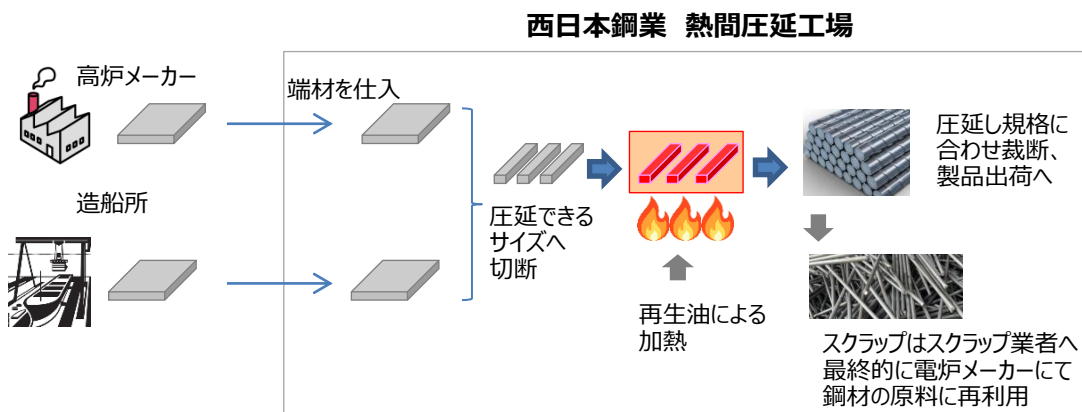 西日本鋼業 熱間圧延工場
高炉メーカー
端材を仕入
造船所
圧延できる
サイズへ
切断
再生油による
加熱
圧延し規格に
合わせ裁断、
製品出荷へ
スクラップはスクラップ業者へ
最終的に電炉メーカーにて
鋼材の原料に再利用